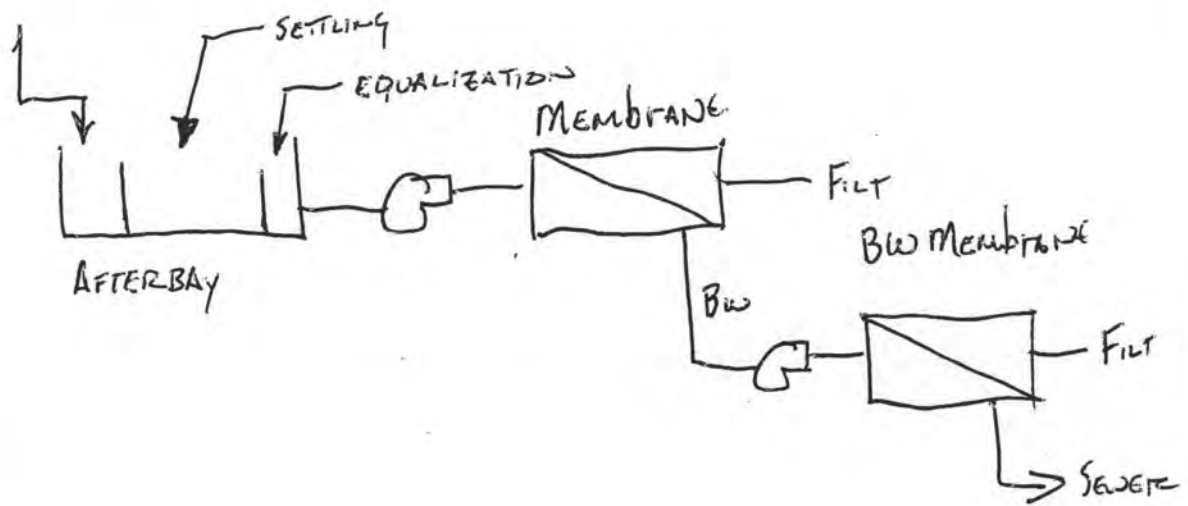 SETTLING
EQUALIZATION
MEMbrANE
FILT
BW MEMbrANE
AFTERBAY
BW
FILT
SEWER